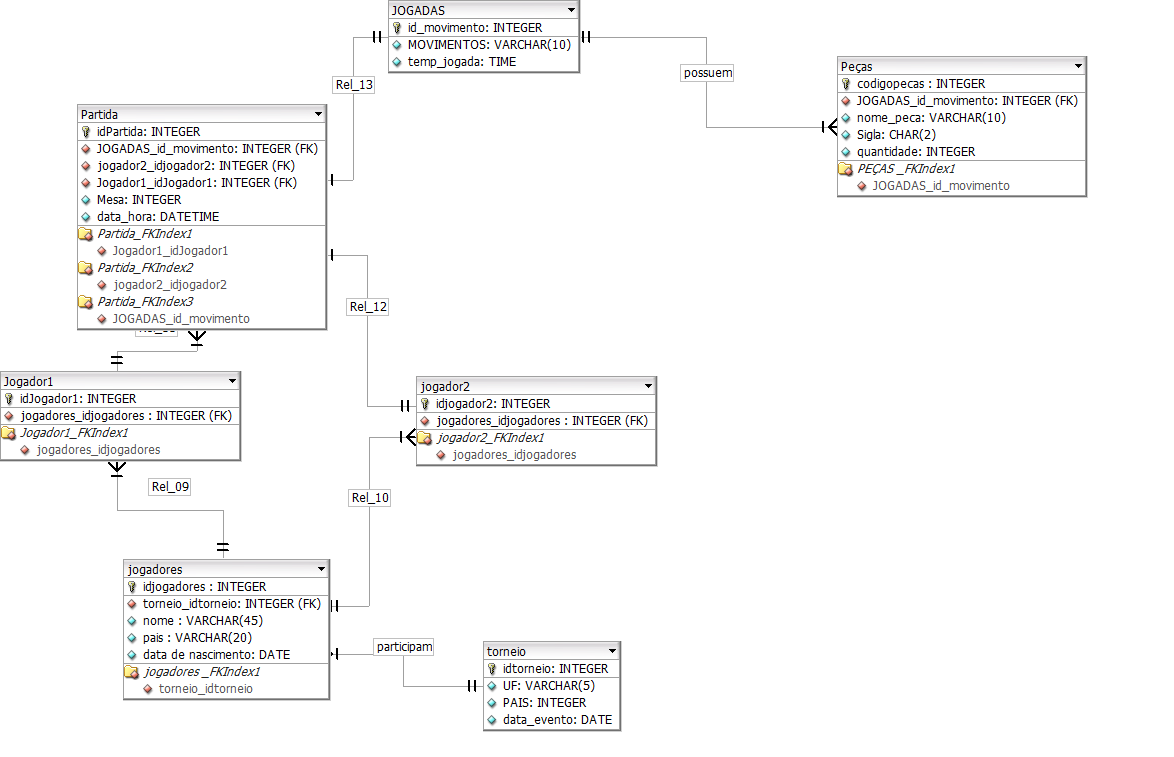 JOGADAS
id_movimento: INTEGER
MOVIMENTOS: VARCHAR(10)
temp_jogada: TIME
possuem
Peças
codigopecas : INTEGER
JOGADAS_id_movimento: INTEGER (FK)
nome_peca: VARCHAR(10)
Sigla: CHAR(2)
quantidade: INTEGER
PEÇAS _FKIndex1
JOGADAS_id_movimento
Rel_13
Partida
idPartida: INTEGER
JOGADAS_id_movimento: INTEGER (FK)
jogador2_idjogador2: INTEGER (FK)
Jogador1_idJogador1: INTEGER (FK)
Mesa: INTEGER
data_hora: DATETIME
Partida_FKIndex1
Jogador1_idJogador1
Partida_FKIndex2
jogador2_idjogador2
Partida_FKIndex3
JOGADAS_id_movimento
Rel_12
Jogador1
idJogador1: INTEGER
jogadores_idjogadores : INTEGER (FK)
Jogador1_FKIndex1
jogadores_idjogadores
jogador2
idjogador2: INTEGER
jogadores_idjogadores : INTEGER (FK)
jogador2_FKIndex1
jogadores_idjogadores
Rel_09
Rel_10
jogadores
idjogadores : INTEGER
torneio_idtorneio: INTEGER (FK)
nome : VARCHAR(45)
pais : VARCHAR(20)
data de nascimento: DATE
jogadores _FKIndex1
torneio_idtorneio
participam
torneio
idtorneio: INTEGER
UF: VARCHAR(5)
PAIS: INTEGER
data_evento: DATE